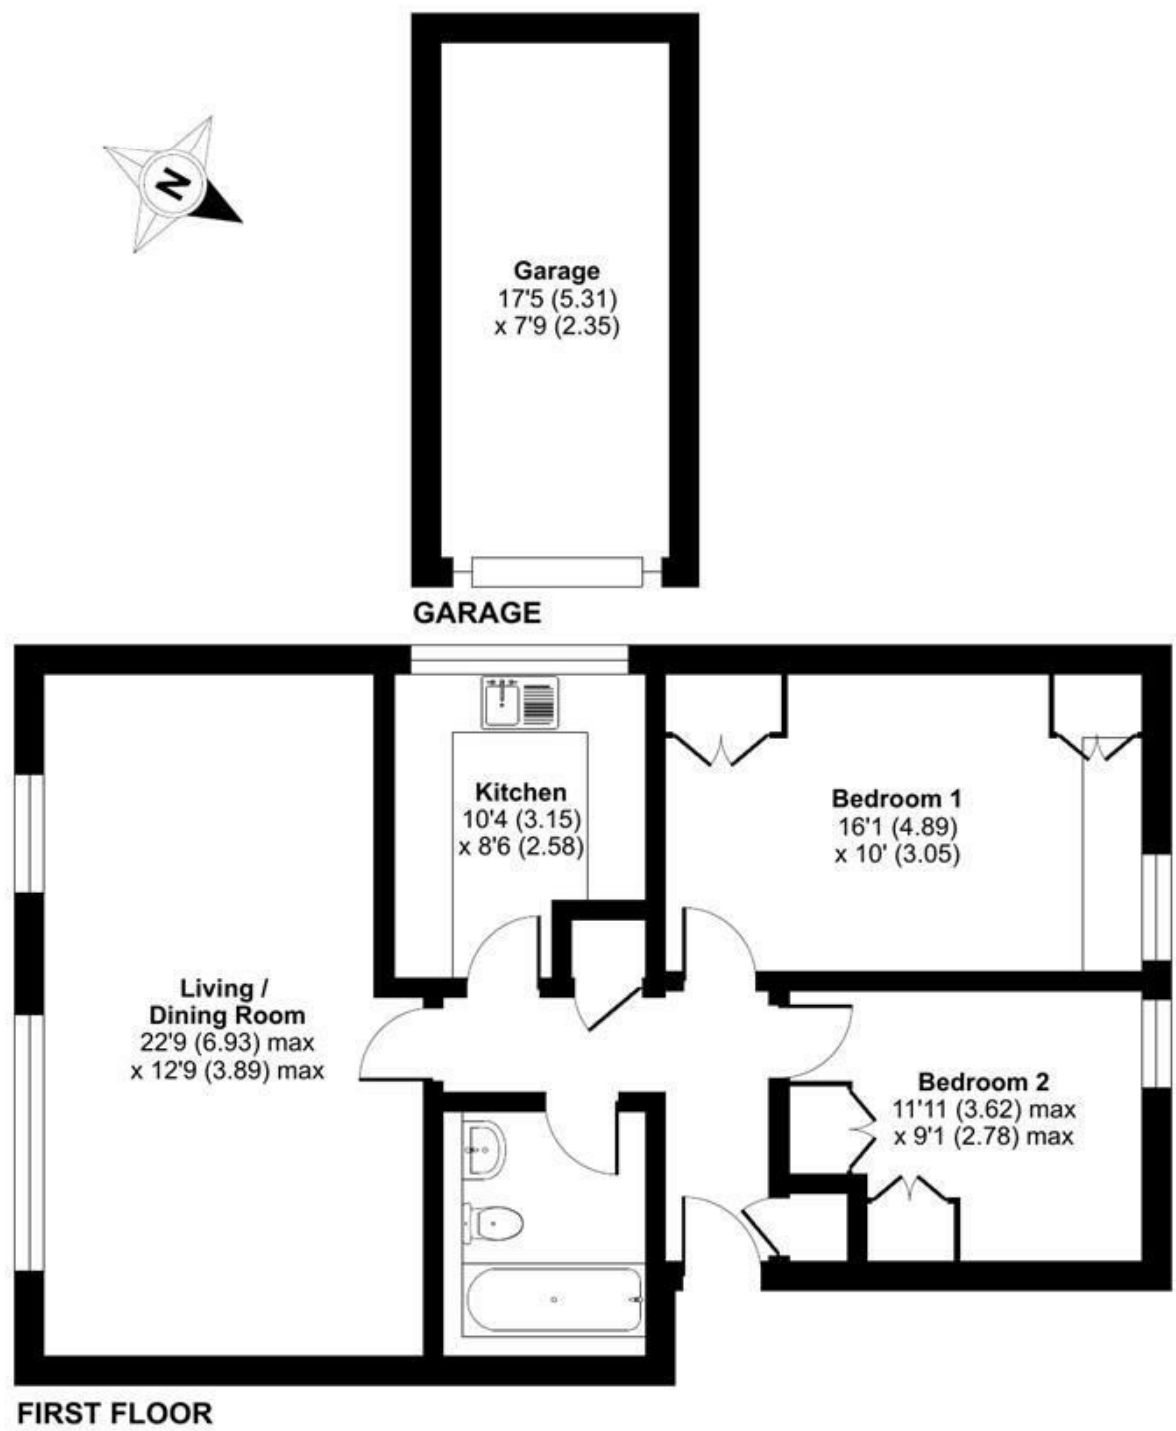 N
Garage
17'5 (5.31)
x 7'9 (2.35)
GARAGE
Kitchen
10'4 (3.15)
x 8'6 (2.58)
Bedroom 1
16'1 (4.89)
x 10' (3.05)
Living /
Dining Room
22'9 (6.93) max
x 12'9 (3.89) max
Bedroom 2
11'11 (3.62) max
x 9'1 (2.78) max
FIRST FLOOR